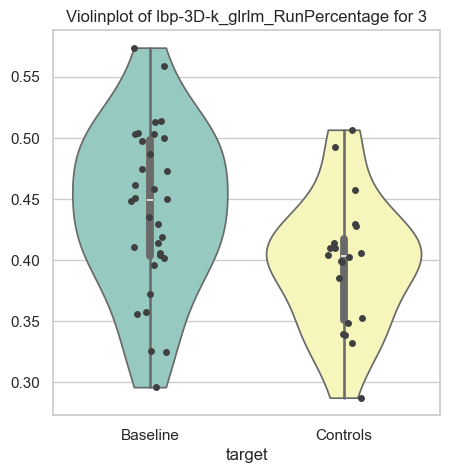 Violinplot of lbp-3D-k_glrlm_RunPercentage for 3
0.55
0.50
0.45
0.40
0.35
0.30
Baseline
Controls
target